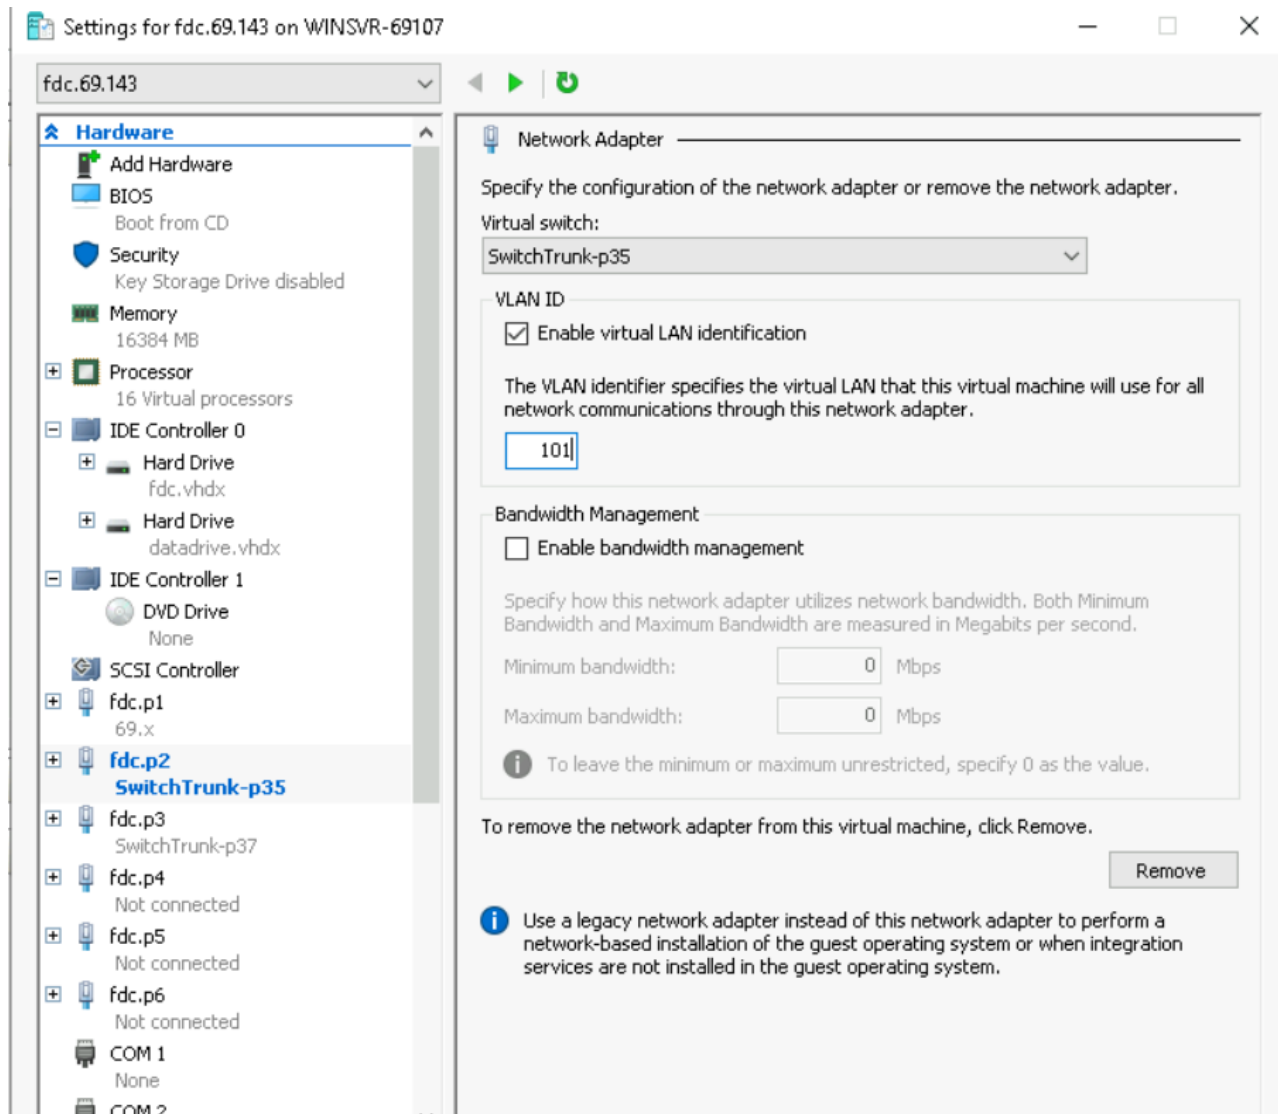 Settings for fdc.69.143 on WINSVR-69107
fdc.69.143
Hardware
Add Hardware
BIOS
Boot from CD
Security
Key Storage Drive disabled
Memory
16384 MB
Processor
16 Virtual processors
IDE Controller 0
Hard Drive
fdc.vhdx
Hard Drive
datadrive.vhdx
IDE Controller 1
DVD Drive
None
SCSI Controller
fdc.p1
69.x
fdc.p2
SwitchTrunk-p35
fdc.p3
SwitchTrunk-p37
fdc.p4
Not connected
fdc.p5
Not connected
fdc.p6
Not connected
COM 1
None
COM 2
Network Adapter
Specify the configuration of the network adapter or remove the network adapter.
Virtual switch:
SwitchTrunk-p35
VLAN ID
Enable virtual LAN identification
The VLAN identifier specifies the virtual LAN that this virtual machine will use for all
network communications through this network adapter.
101
Bandwidth Management
Enable bandwidth management
Specify how this network adapter utilizes network bandwidth. Both Minimum
Bandwidth and Maximum Bandwidth are measured in Megabits per second.
Minimum bandwidth: 0 Mbps
Maximum bandwidth: 0 Mbps
To leave the minimum or maximum unrestricted, specify 0 as the value.
To remove the network adapter from this virtual machine, click Remove.
Remove
Use a legacy network adapter instead of this network adapter to perform a
network-based installation of the guest operating system or when integration
services are not installed in the guest operating system.